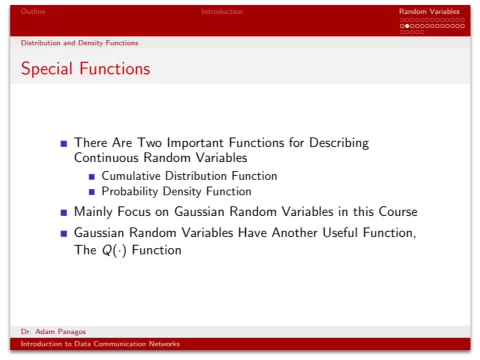 Outline Introduction Random Variables
Distribution and Density Functions
Special Functions
There Are Two Important Functions for Describing
Continuous Random Variables
Cumulative Distribution Function
Probability Density Function
Mainly Focus on Gaussian Random Variables in this Course
Gaussian Random Variables Have Another Useful Function,
The Q(·) Function
Dr. Adam Panagos
Introduction to Data Communication Networks